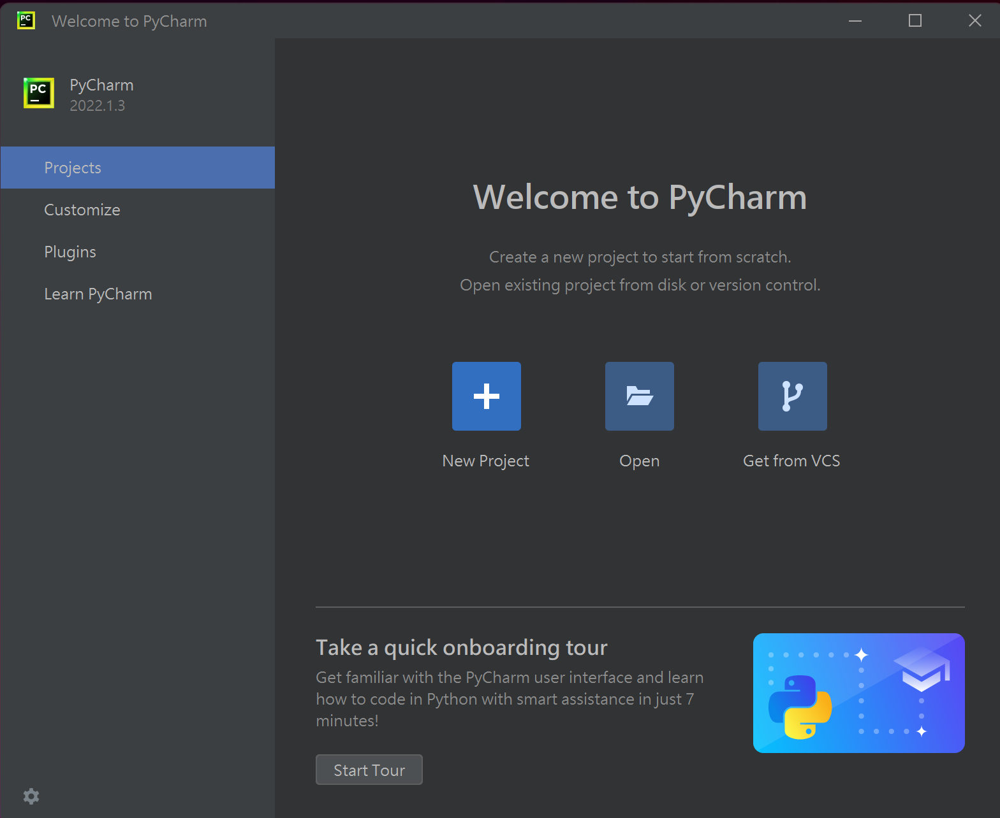 PC
Welcome to PyCharm
PC
PyCharm
2022.1.3
Projects
Customize
Plugins
Learn PyCharm
Welcome to PyCharm
Create a new project to start from scratch.
Open existing project from disk or version control.
New Project
Open
Get from VCS
Take a quick onboarding tour
Get familiar with the PyCharm user interface and learn
how to code in Python with smart assistance in just 7
minutes!
Start Tour